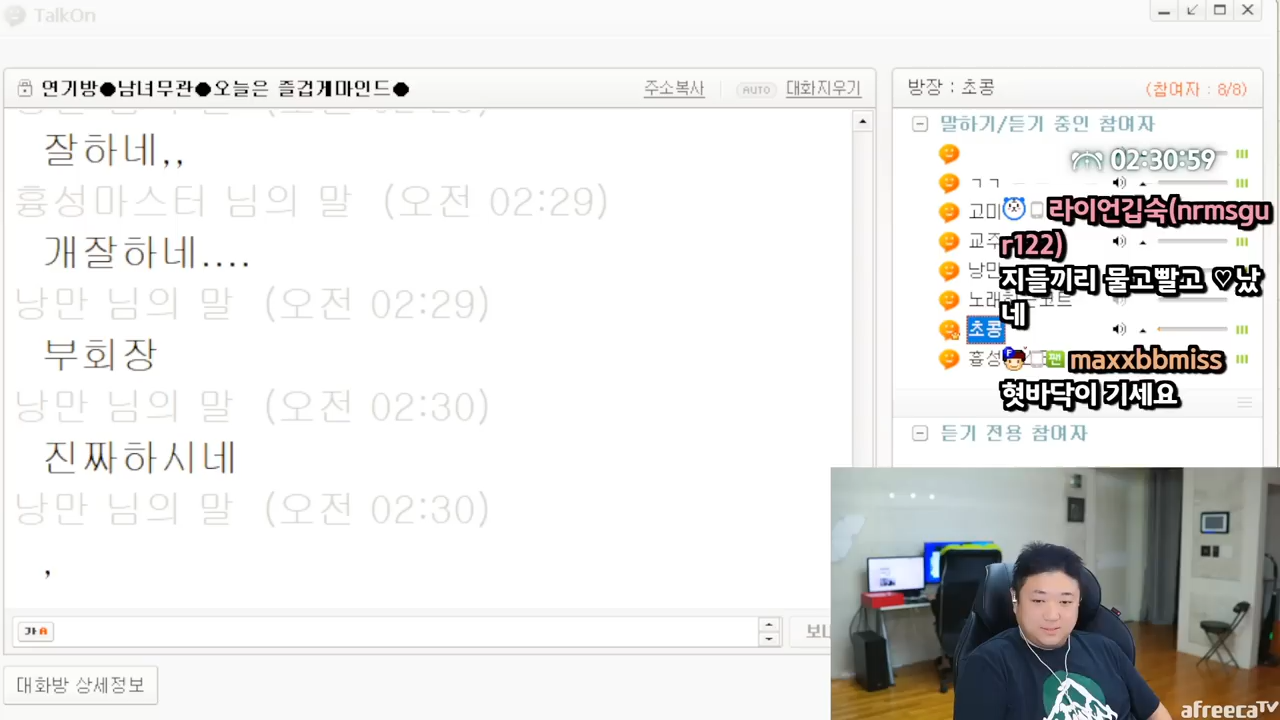 TalkOn
연기방●남녀무관●오늘은 즐겁게마인드●
주소복사
AUTO
대화지우기
잘하네,,
흉성마스터 님의 말 (오전 02:29)
개잘하네....
낭만 님의 말 (오전 02:29)
부회장
낭만 님의 말 (오전 02:30)
진짜하시네
낭만 님의 말 (오전 02:30)
,
가
대화방 상세정보
방장 : 초콩
(참여자 : 8/8)
말하기/듣기 중인 참여자
02:30:59
ㄱㄱ
고미
라이언킵숙(nrmsgu
r122)
교주
지들끼리 물고빨고 ♡났
네
낭만
초콩
흉성
팬 maxxbbmiss
혓바닥이 기세요
듣기 전용 참여자
afreecaTV